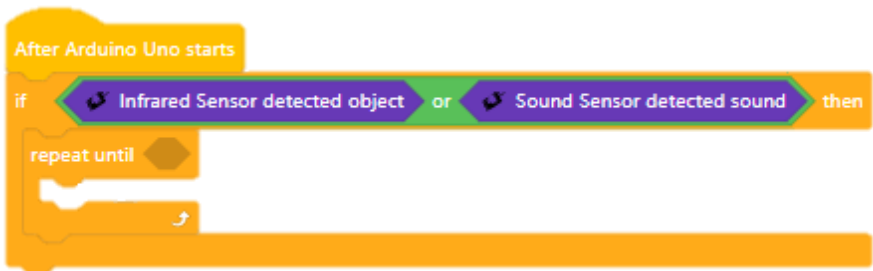 After Arduino Uno starts
if Infrared Sensor detected object or Sound Sensor detected sound then
repeat until